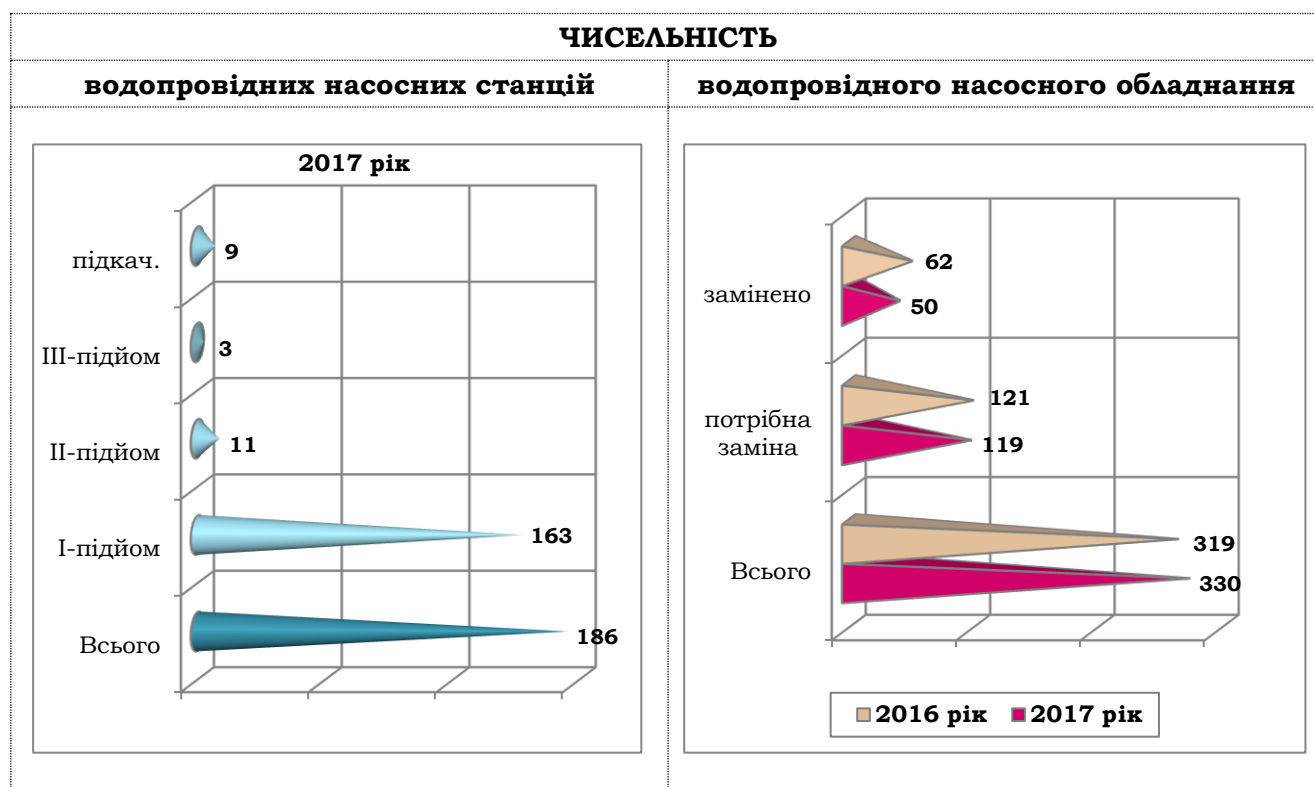 ЧИСЕЛЬНІСТЬ
водопровідних насосних станцій
водопровідного насосного обладнання
2017 рік
підкач.
9
ІІІ-підйом
3
ІІ-підйом
11
І-підйом
163
Всього
186
замінено
62
50
потрібна
заміна
121
119
Всього
319
330
2016 рік
2017 рік